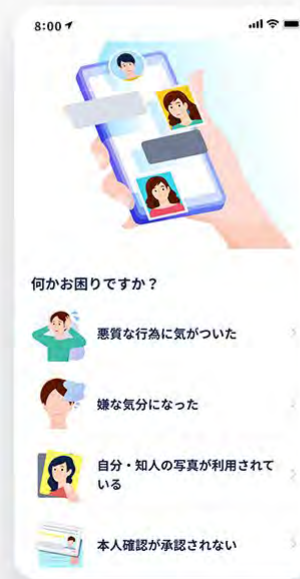 8:00
何かお困りですか？
悪質な行為に気がついた
嫌な気分になった
自分・知人の写真が利用されて
いる
本人確認が承認されない